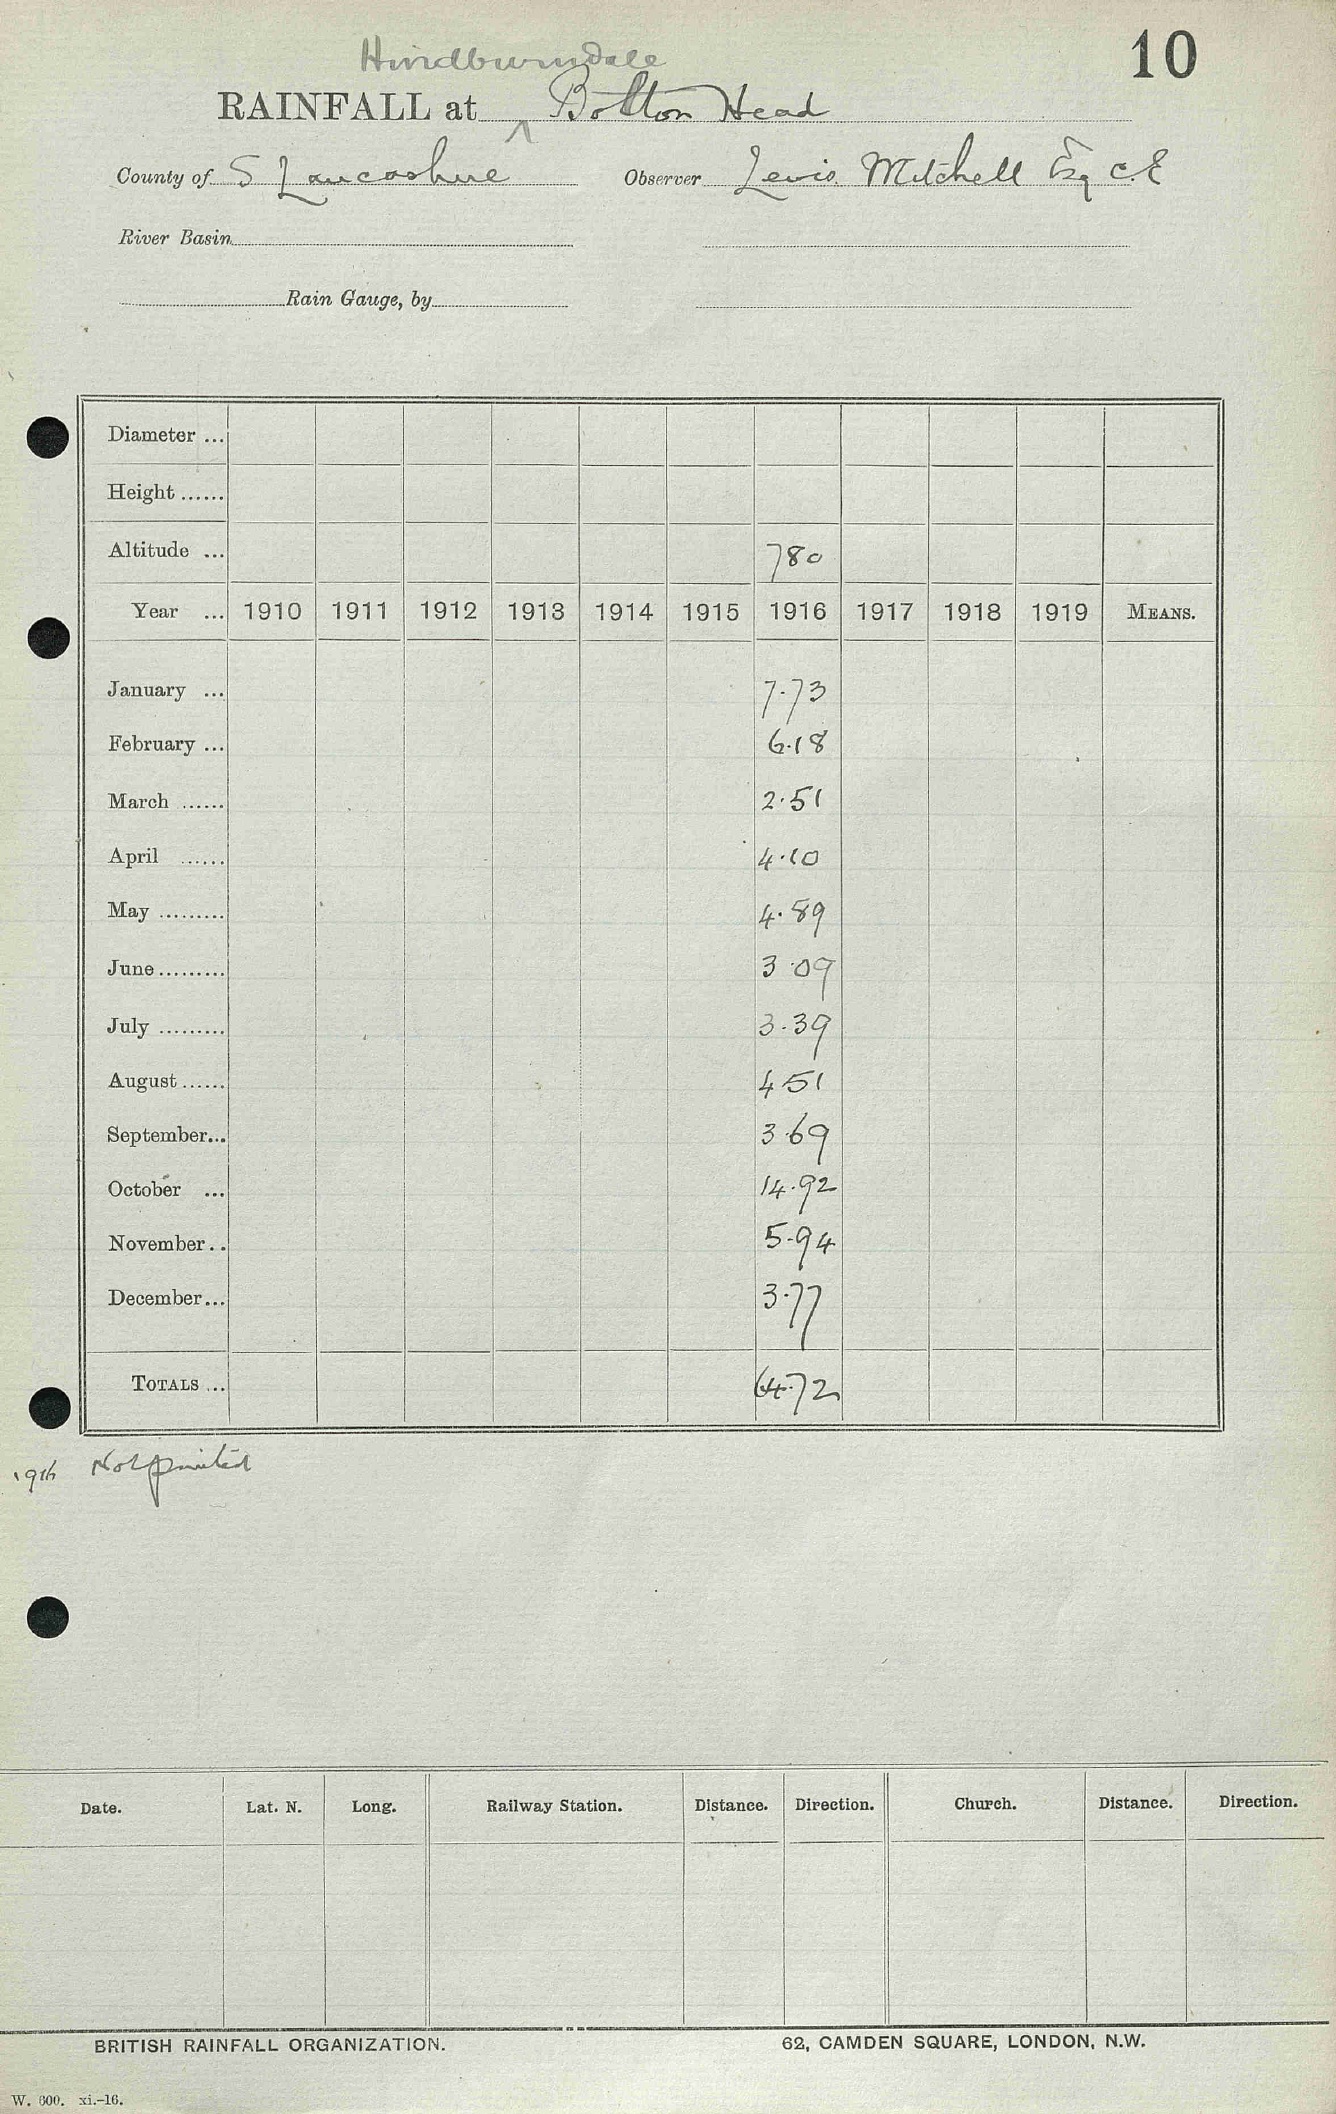 10
Hindburndale
RAINFALL at Botton Head
County of S Lancashire Observer Lewis Mitchell Esq C.E
River Basin
Rain Gauge, by
Diameter ...
Height ......
Altitude ... 780
Year ... 1910 1911 1912 1913 1914 1915 1916 1917 1918 1919 MEANS.
January ... 7.73
February ... 6.18
March ...... 2.51
April ...... 4.10
May ......... 4.89
June ......... 3.09
July ......... 3.39
August ...... 4 51
September... 3.69
October ... 14.92
November .. 5.94
December ... 3.77
TOTALS ... 64.72
1916 Not printed
Date. Lat. N. Long. Railway Station. Distance. Direction. Church. Distance. Direction.
BRITISH RAINFALL ORGANIZATION. 62, CAMDEN SQUARE, LONDON, N.W.
W. 600. xi.-16.